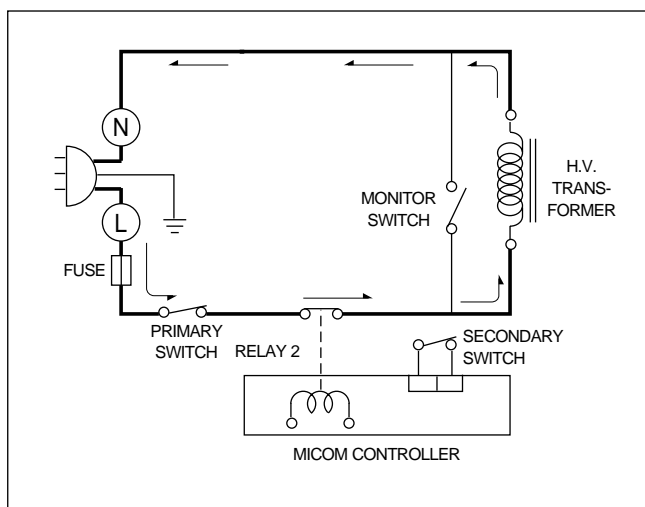 N
H.V.
TRANS-
FORMER
MONITOR
SWITCH
L
FUSE
PRIMARY
SWITCH
RELAY 2
SECONDARY
SWITCH
MICOM CONTROLLER